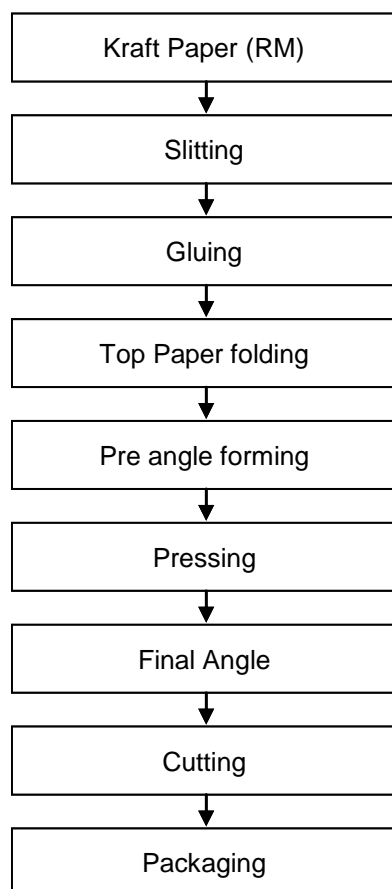 Kraft Paper (RM)
Slitting
Gluing
Top Paper folding
Pre angle forming
Pressing
Final Angle
Cutting
Packaging